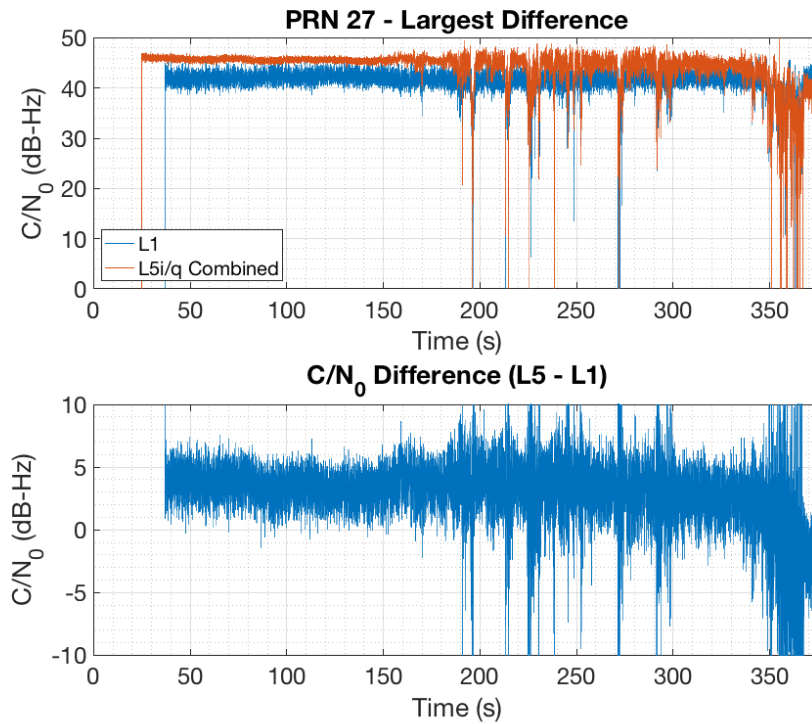 PRN 27 - Largest Difference
50
40
30
20
10
0
C/N0 (dB-Hz)
L1
L5i/q Combined
0 50 100 150 200 250 300 350
Time (s)
C/N0 Difference (L5 - L1)
10
5
0
-5
-10
C/N0 (dB-Hz)
0 50 100 150 200 250 300 350
Time (s)